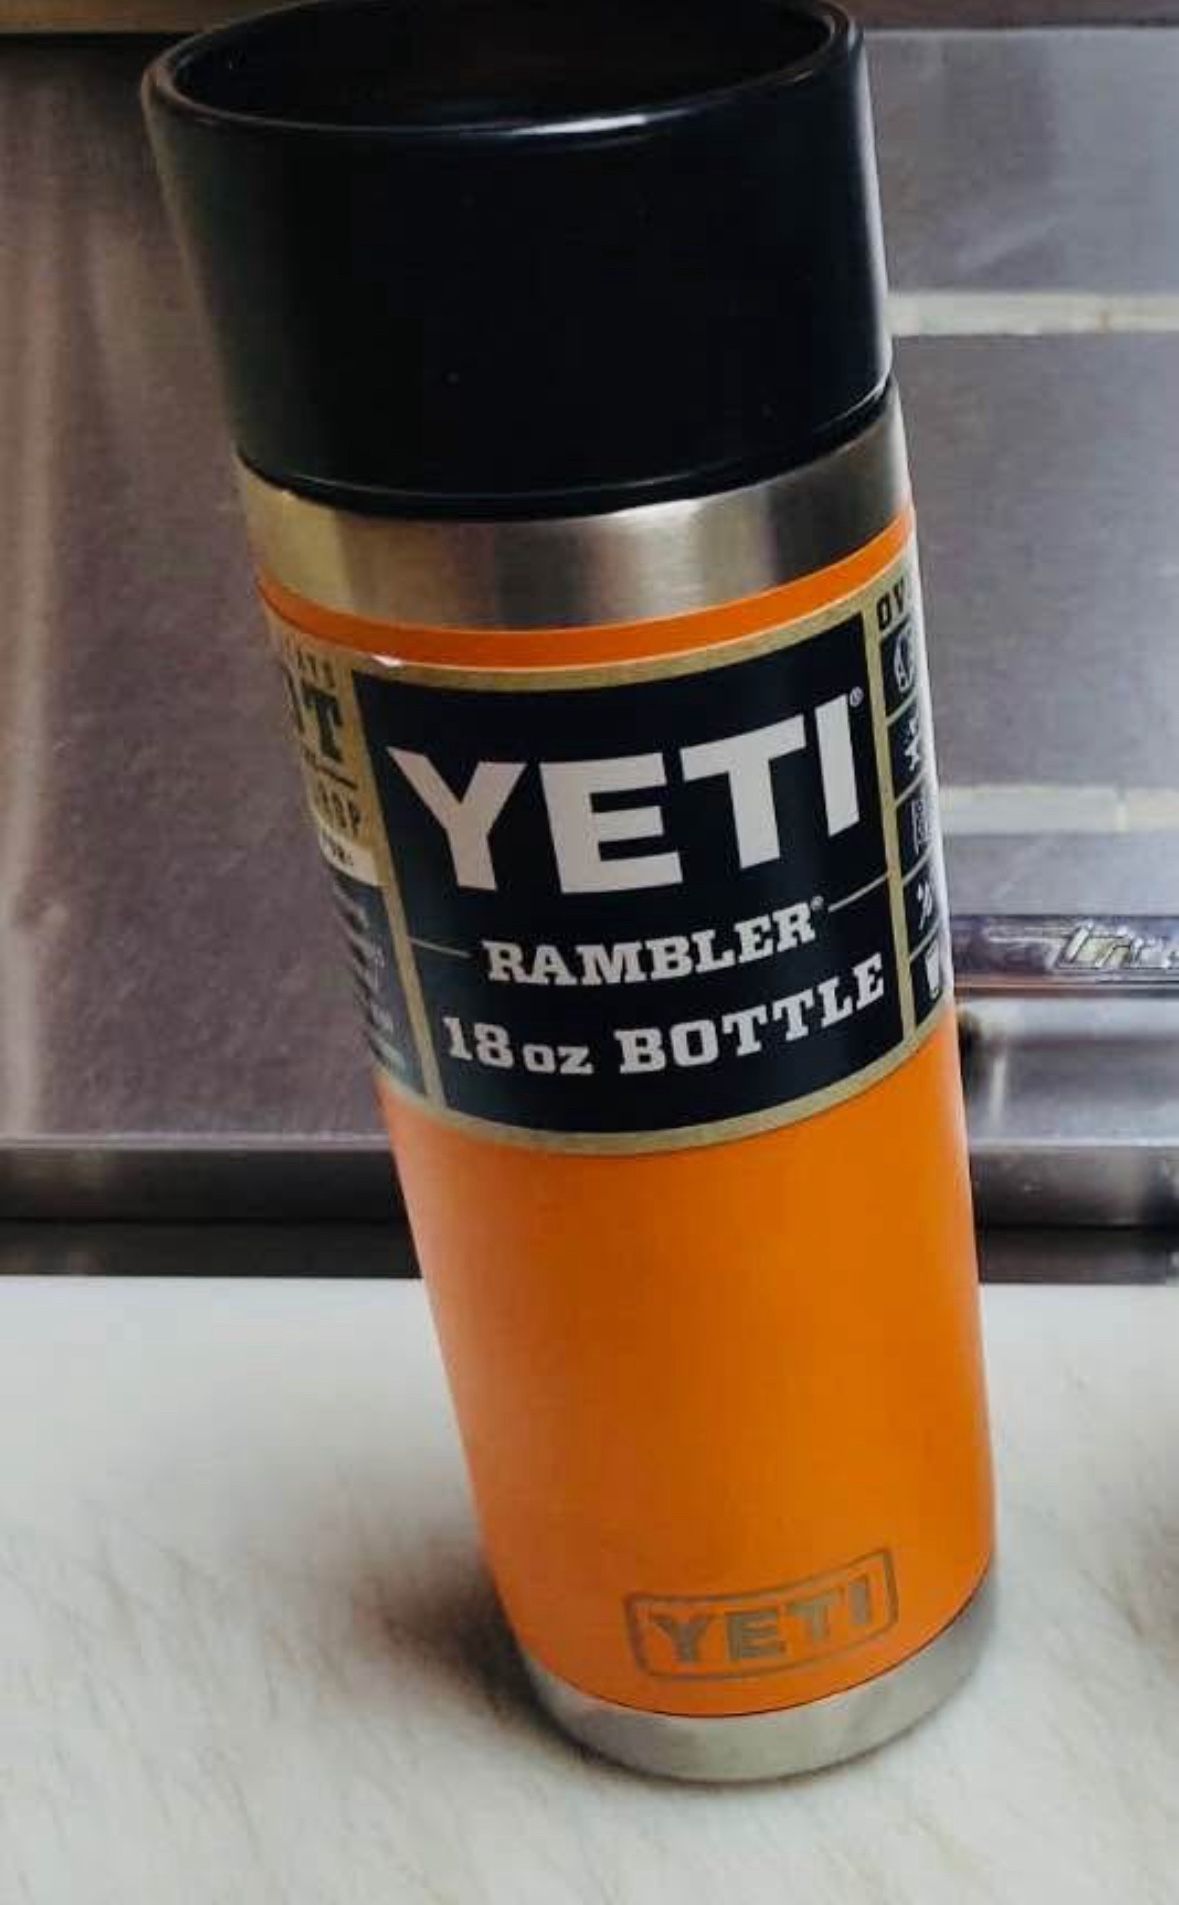 YETI®
RAMBLER®
18 oz BOTTLE
YETI